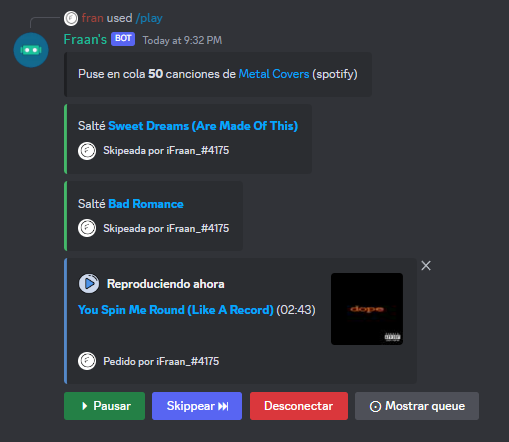 fran used /play
Fraan's BOT Today at 9:32 PM
Puse en cola 50 canciones de Metal Covers (spotify)
Salté Sweet Dreams (Are Made Of This)
Skipeada por iFraan_#4175
Salté Bad Romance
Skipeada por iFraan_#4175
Reproduciendo ahora
You Spin Me Round (Like A Record) (02:43)
dope
Pedido por iFraan_#4175
Pausar Skippear Desconectar Mostrar queue